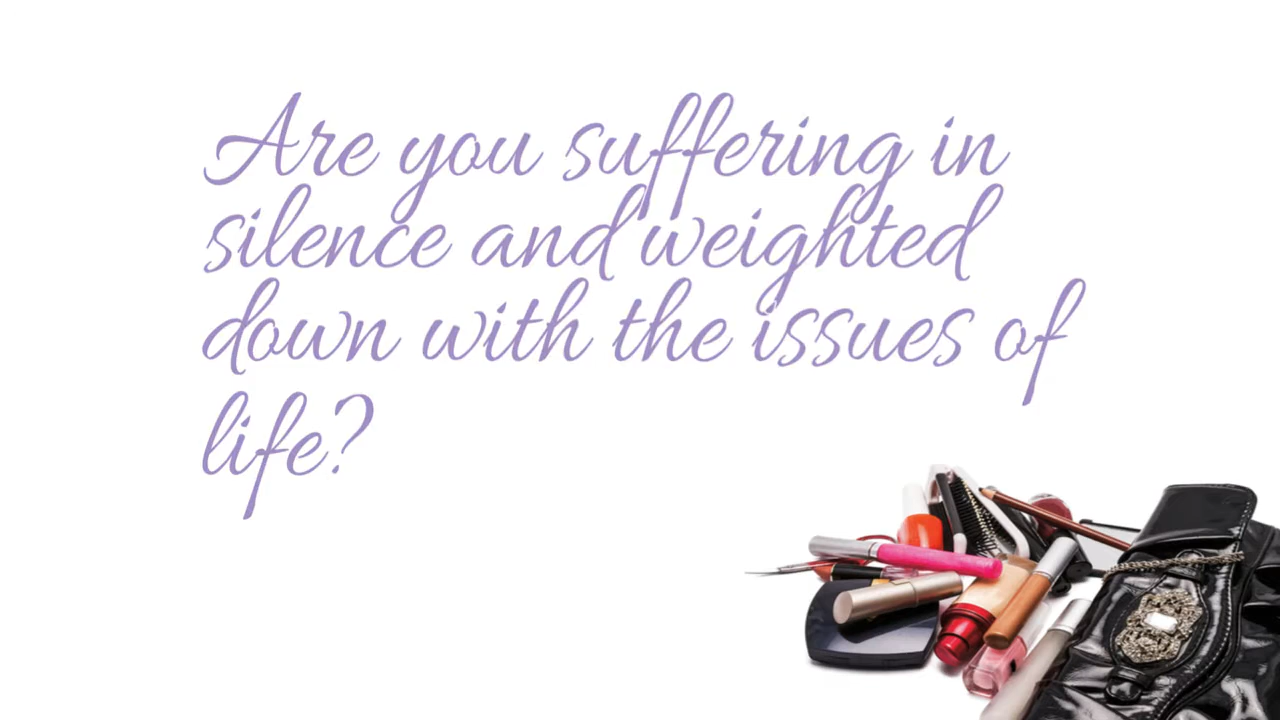 Are you suffering in
silence and weighted
down with the issues of
life?